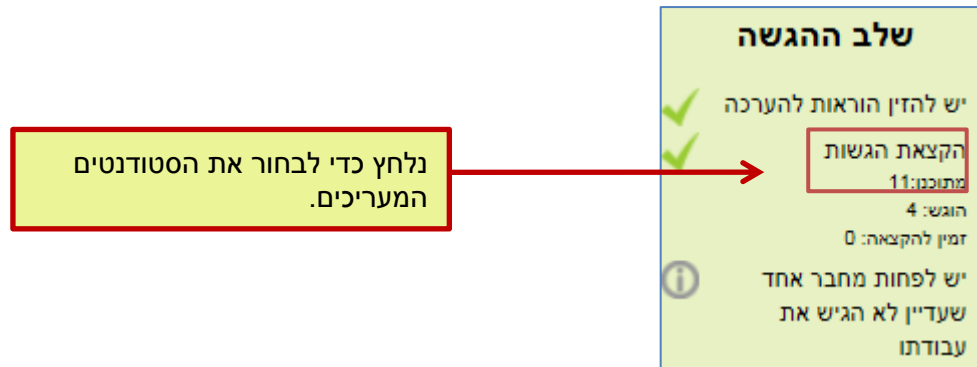 שלב ההגשה
יש להזין הוראות להערכה
הקצאת הגשות
מתוכנן:11
הוגש: 4
זמין להקצאה: 0
יש לפחות מחבר אחד
שעדיין לא הגיש את
עבודתו
נלחץ כדי לבחור את הסטודנטים
המעריכים.